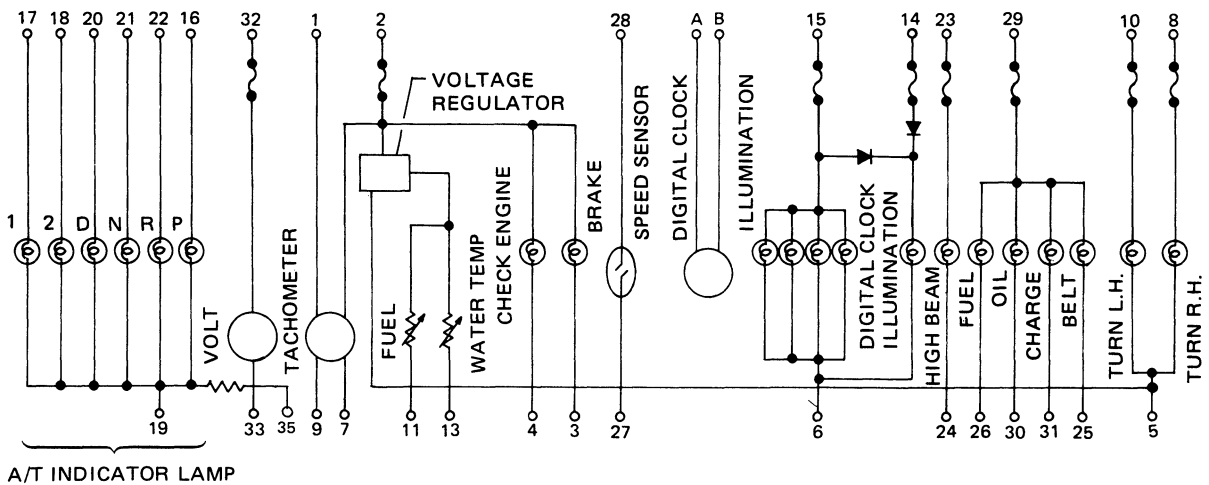 17 18 20 21 22 16 32 1 2 28 A B 15 14 23 29 10 8
VOLTAGE
REGULATOR
1 2 D N R P
VOLT
TACHOMETER
FUEL
WATER TEMP
CHECK ENGINE
BRAKE
SPEED SENSOR
DIGITAL CLOCK
ILLUMINATION
DIGITAL CLOCK
ILLUMINATION
HIGH BEAM
FUEL
OIL
CHARGE
BELT
TURN L.H.
TURN R.H.
19 33 35 9 7 11 13 4 3 27 6 24 26 30 31 25 5
A/T INDICATOR LAMP